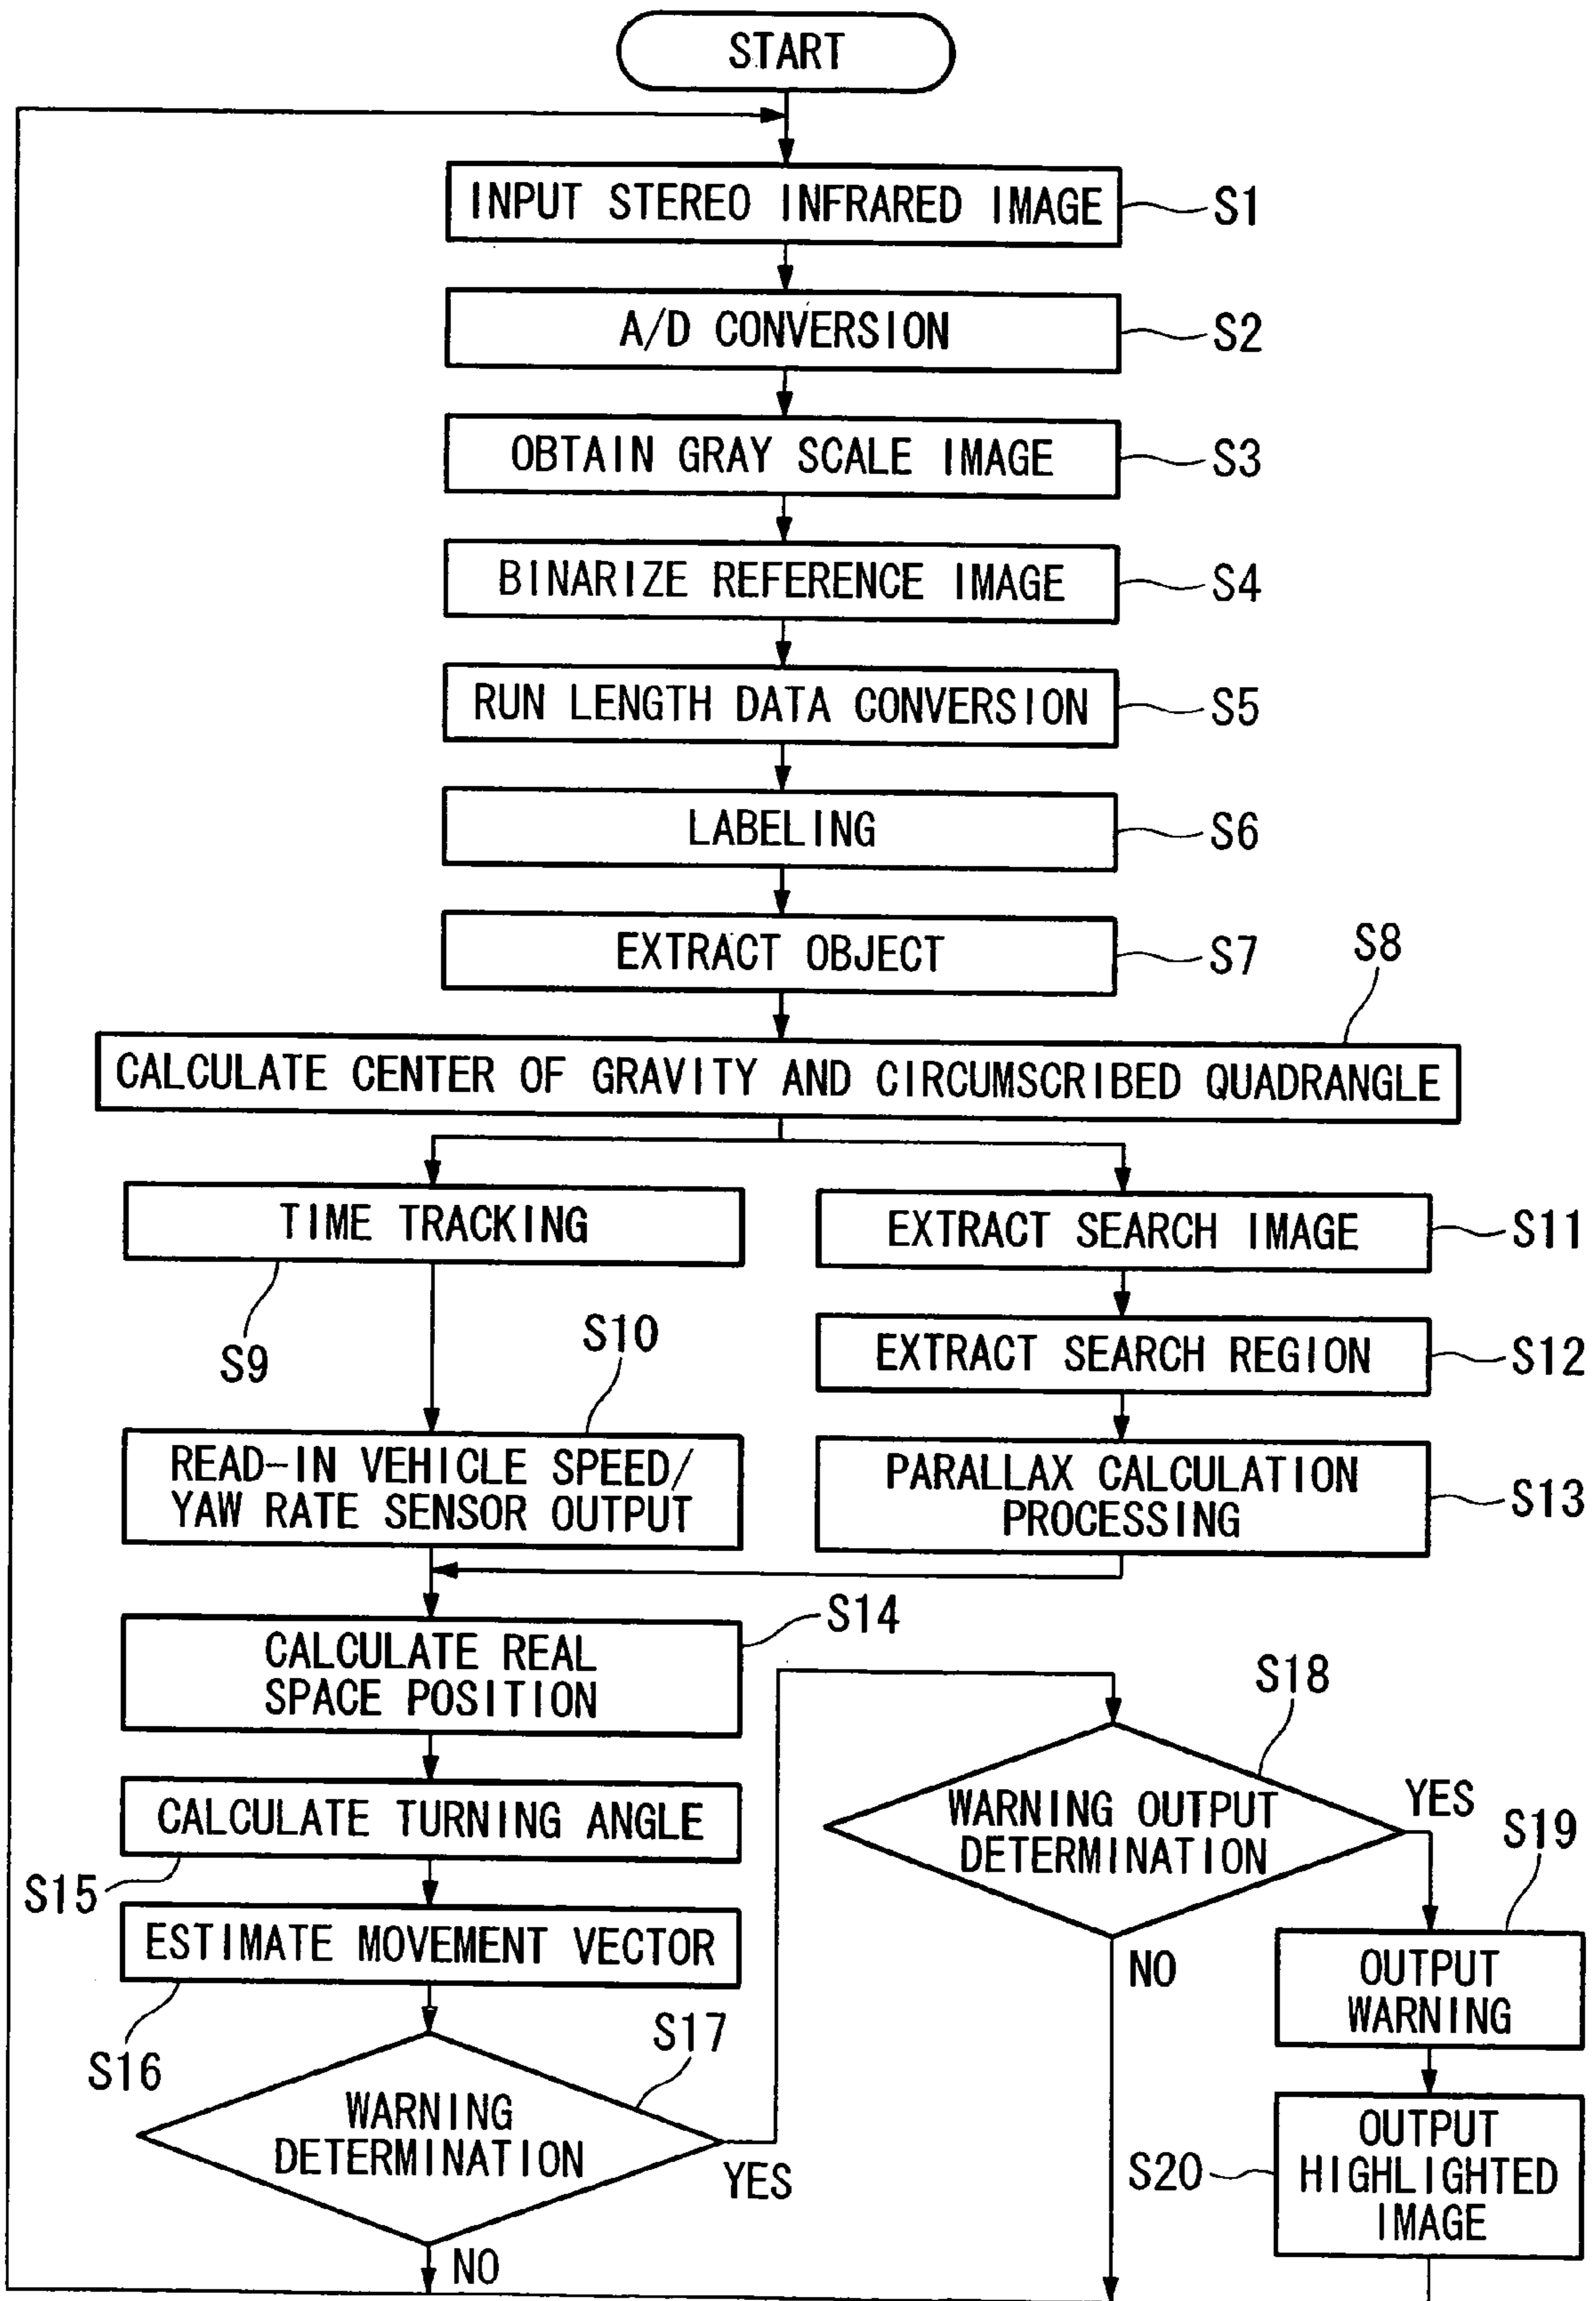 START
INPUT STEREO INFRARED IMAGE
S1
A/D CONVERSION
S2
OBTAIN GRAY SCALE IMAGE
S3
BINARIZE REFERENCE IMAGE
S4
RUN LENGTH DATA CONVERSION
S5
LABELING
S6
EXTRACT OBJECT
S7
S8
CALCULATE CENTER OF GRAVITY AND CIRCUMSCRIBED QUADRANGLE
TIME TRACKING
S9
S10
READ-IN VEHICLE SPEED/
YAW RATE SENSOR OUTPUT
EXTRACT SEARCH IMAGE
S11
EXTRACT SEARCH REGION
S12
PARALLAX CALCULATION
PROCESSING
S13
S14
CALCULATE REAL
SPACE POSITION
CALCULATE TURNING ANGLE
S15
ESTIMATE MOVEMENT VECTOR
S16
S17
WARNING
DETERMINATION
YES
NO
S18
WARNING OUTPUT
DETERMINATION
YES
NO
S19
OUTPUT
WARNING
S20
OUTPUT
HIGHLIGHTED
IMAGE